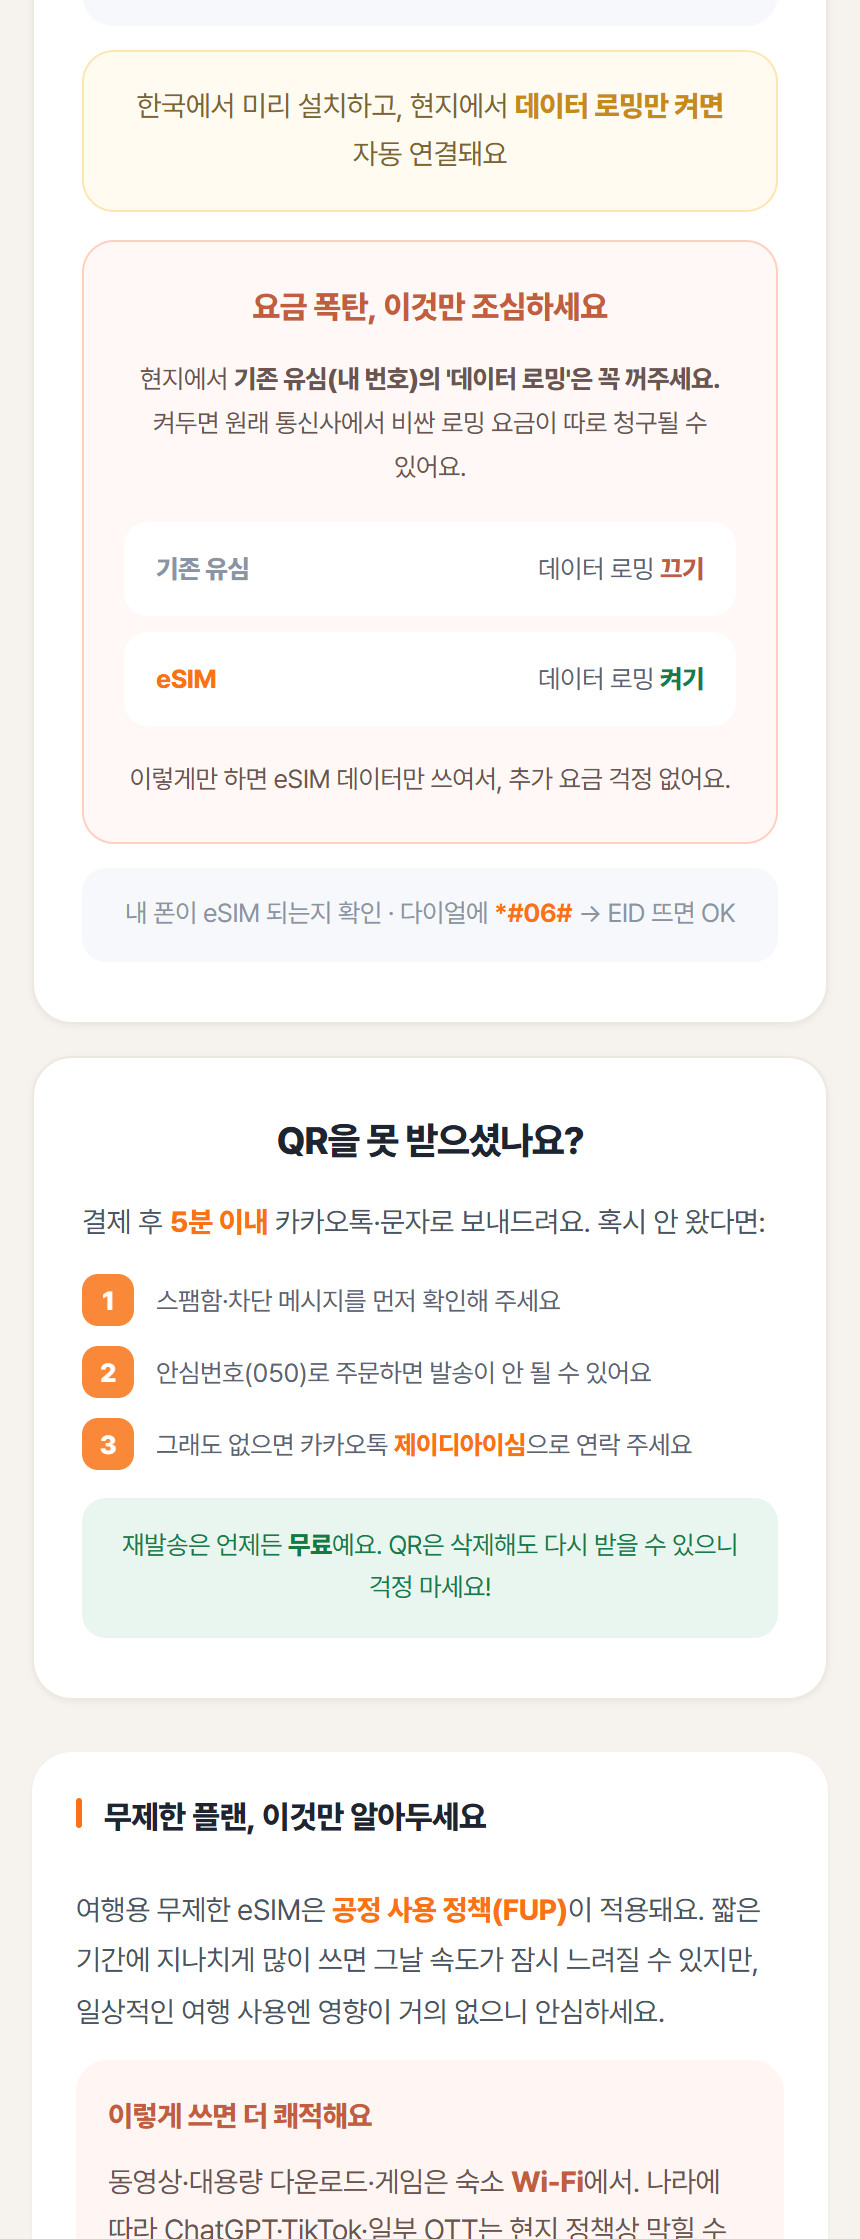 한국에서 미리 설치하고, 현지에서 데이터 로밍만 켜면
자동 연결돼요
요금 폭탄, 이것만 조심하세요
현지에서 기존 유심(내 번호)의 '데이터 로밍'은 꼭 꺼주세요.
켜두면 원래 통신사에서 비싼 로밍 요금이 따로 청구될 수
있어요.
기존 유심 데이터 로밍 끄기
eSIM 데이터 로밍 켜기
이렇게만 하면 eSIM 데이터만 쓰여서, 추가 요금 걱정 없어요.
내 폰이 eSIM 되는지 확인 · 다이얼에 *#06# → EID 뜨면 OK
QR을 못 받으셨나요?
결제 후 5분 이내 카카오톡·문자로 보내드려요. 혹시 안 왔다면:
1 스팸함·차단 메시지를 먼저 확인해 주세요
2 안심번호(050)로 주문하면 발송이 안 될 수 있어요
3 그래도 없으면 카카오톡 제이디아이심으로 연락 주세요
재발송은 언제든 무료예요. QR은 삭제해도 다시 받을 수 있으니
걱정 마세요!
무제한 플랜, 이것만 알아두세요
여행용 무제한 eSIM은 공정 사용 정책(FUP)이 적용돼요. 짧은
기간에 지나치게 많이 쓰면 그날 속도가 잠시 느려질 수 있지만,
일상적인 여행 사용엔 영향이 거의 없으니 안심하세요.
이렇게 쓰면 더 쾌적해요
동영상·대용량 다운로드·게임은 숙소 Wi-Fi에서. 나라에
따라 ChatGPT·TikTok·일부 OTT는 현지 정책상 막힐 수